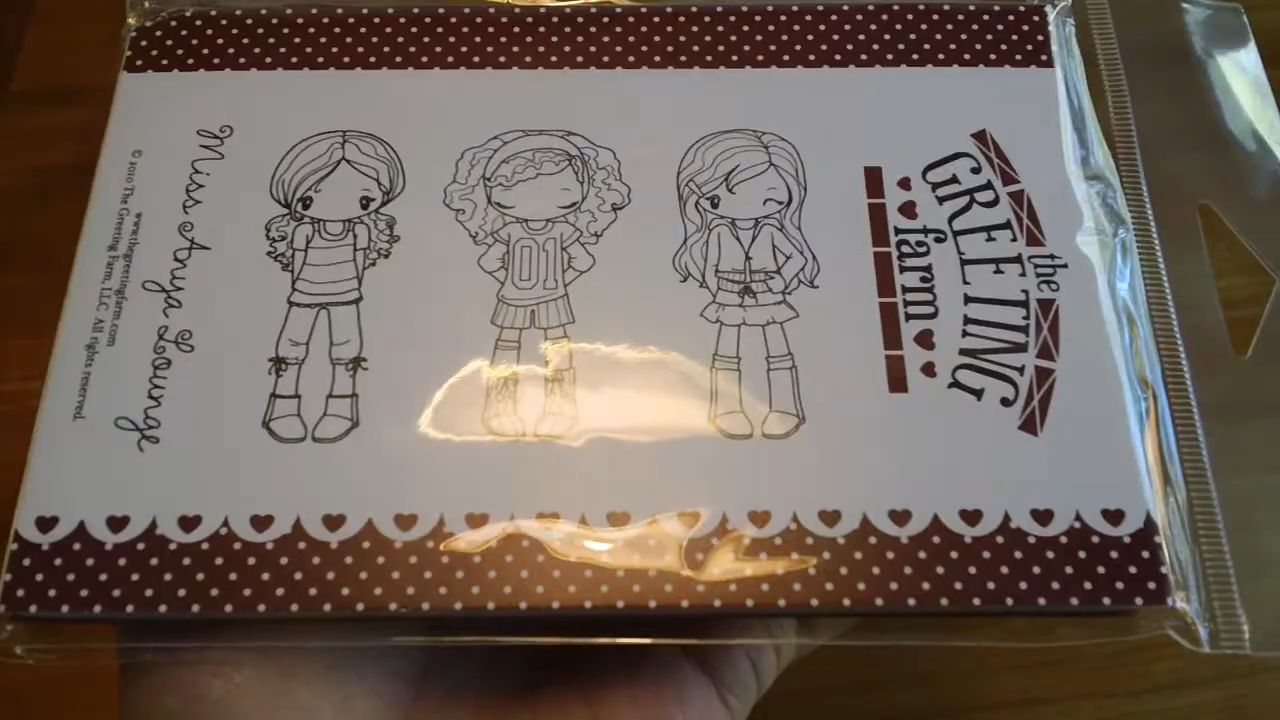 the
GREETING
farm
01
Miss Anya Lounge
www.thegreetingfarm.com
© 2010 The Greeting Farm, LLC. All rights reserved.